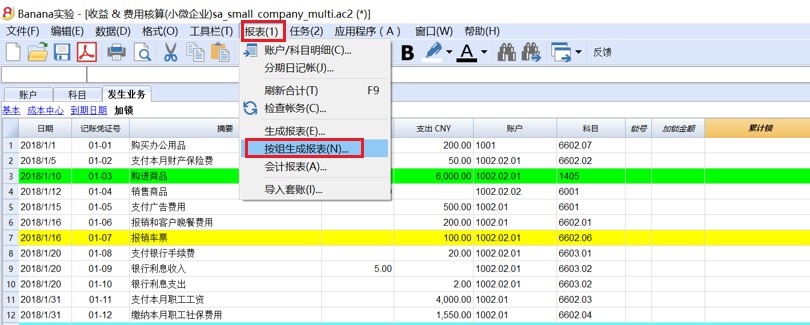 Banana实验 - [收益 & 费用核算(小微企业)sa_small_company_multi.ac2 (*)]
文件(F) 编辑(E) 数据(D) 格式(O) 工具栏(T) 报表(1) 任务(2) 应用程序(A) 窗口(W) 帮助(H)
B A 反馈
账户/科目明细(C)...
分期日记帐(J)...
刷新合计(T) F9
检查帐务(C)...
生成报表(E)...
按组生成报表(N)...
会计报表(A)...
导入套账(I)...
账户 科目 发生业务
基本 成本中心 到期日期 加锁
日期 记账凭证号 摘要 支出 CNY 账户 科目 锁号 加锁金额 累计锁
1 2018/1/1 01-01 购买办公用品 200.00 1001 6602.07
2 2018/1/5 01-02 支付本月财产保险费 50.00 1002.02.01 6602.02
3 2018/1/10 01-03 购进商品 6,000.00 1002.02.01 1405
4 2018/1/12 01-04 销售商品 1002.02.02 6001
5 2018/1/15 01-05 支付广告费用 500.00 1002.01 6601
6 2018/1/16 01-06 报销和客户晚餐费用 200.00 1002.01 6602.01
7 2018/1/16 01-07 报销车票 100.00 1002.02.01 6602.06
8 2018/1/20 01-08 支付银行手续费 20.00 1002.02.01 6603.01
9 2018/1/20 01-09 银行利息收入 5.00 1002.02.01 6603.02
10 2018/1/20 01-10 银行利息支出 2.00 1002.02.01 6603.02
11 2018/1/31 01-11 支付本月职工工资 4,000.00 1002.01 6602.03
12 2018/1/31 01-12 缴纳本月职工社保费用 1,550.00 1002.01 6602.04